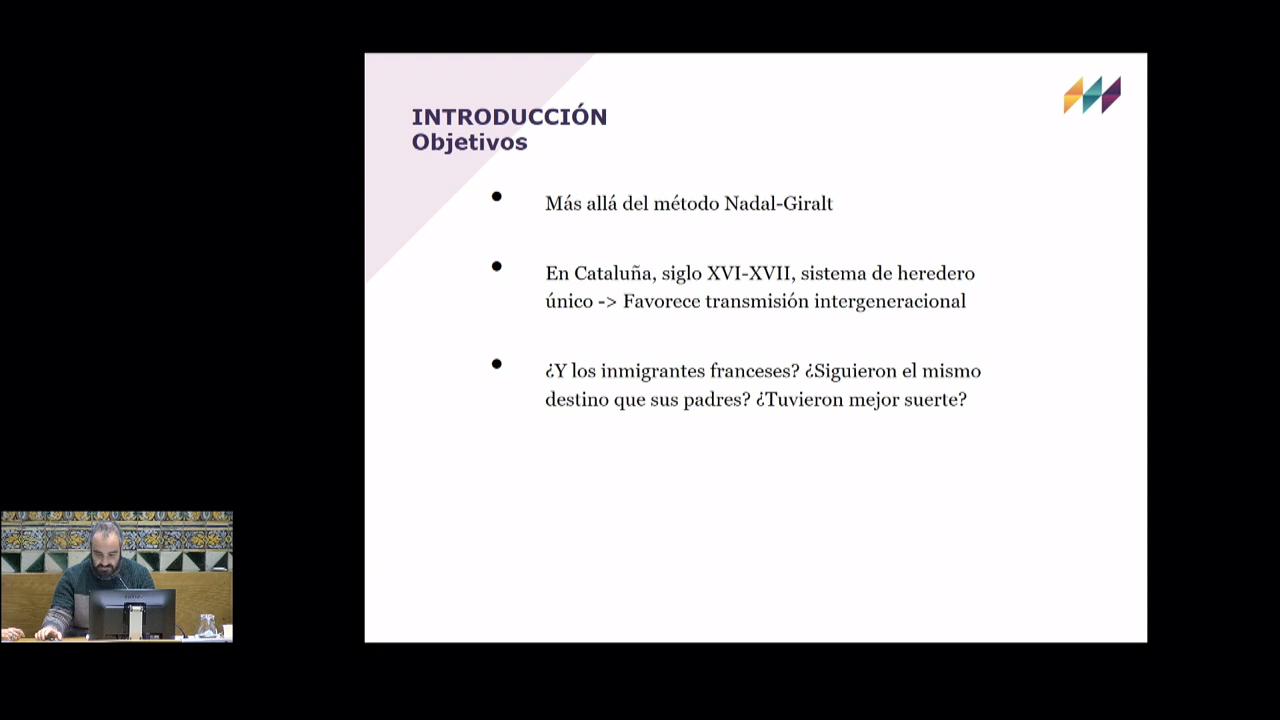 INTRODUCCIÓN
Objetivos
Más allá del método Nadal-Giralt
En Cataluña, siglo XVI-XVII, sistema de heredero
único -> Favorece transmisión intergeneracional
¿Y los inmigrantes franceses? ¿Siguieron el mismo
destino que sus padres? ¿Tuvieron mejor suerte?